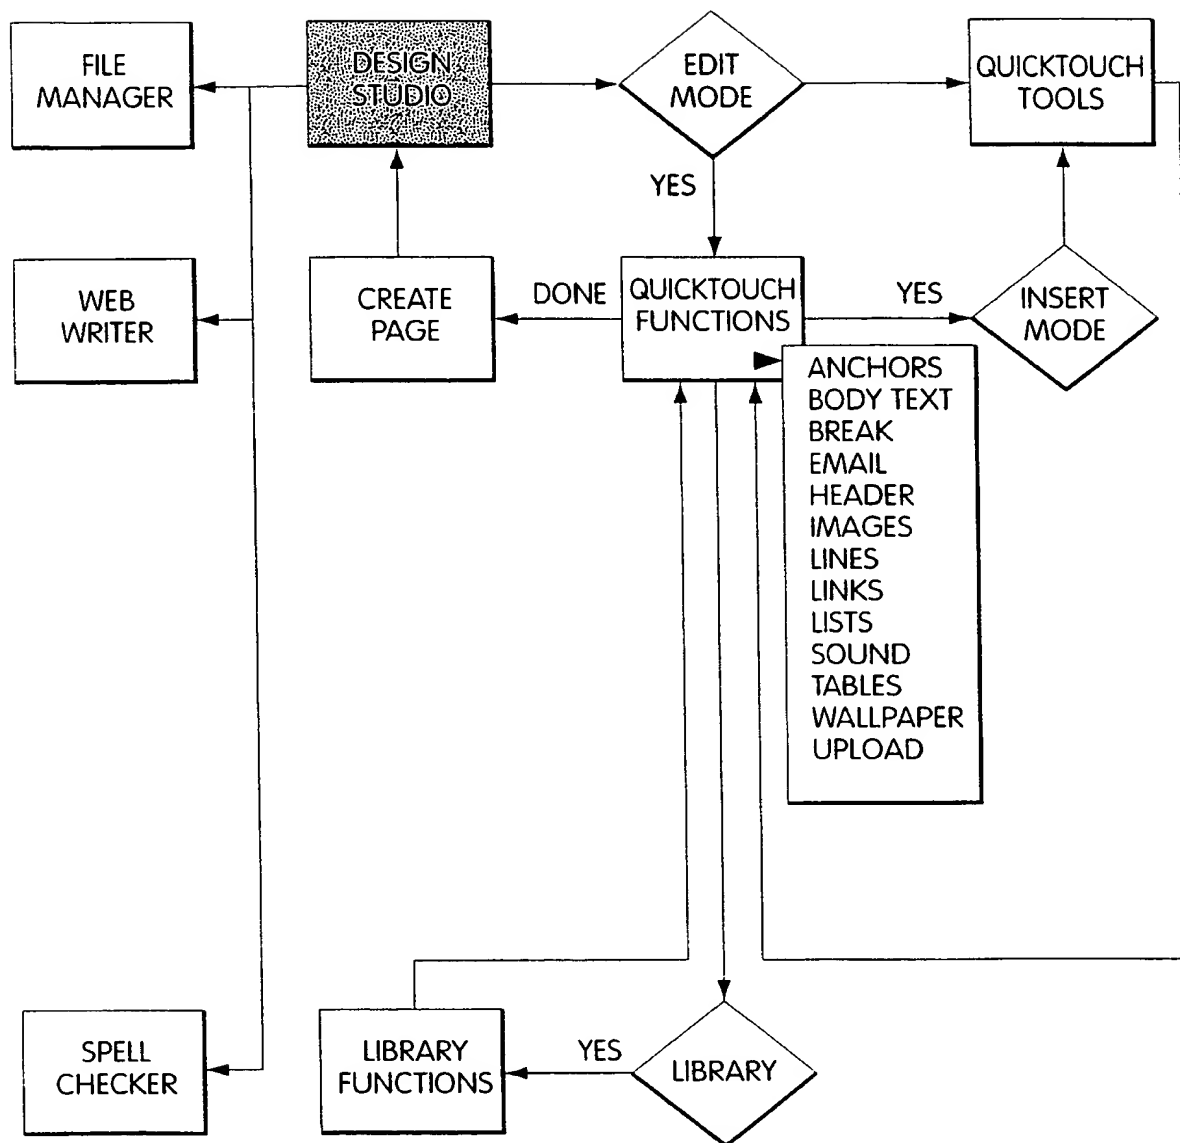 FILE
MANAGER
DESIGN
STUDIO
EDIT
MODE
QUICKTOUCH
TOOLS
YES
WEB
WRITER
CREATE
PAGE
DONE
QUICKTOUCH
FUNCTIONS
YES
INSERT
MODE
ANCHORS
BODY TEXT
BREAK
EMAIL
HEADER
IMAGES
LINES
LINKS
LISTS
SOUND
TABLES
WALLPAPER
UPLOAD
SPELL
CHECKER
LIBRARY
FUNCTIONS
YES
LIBRARY